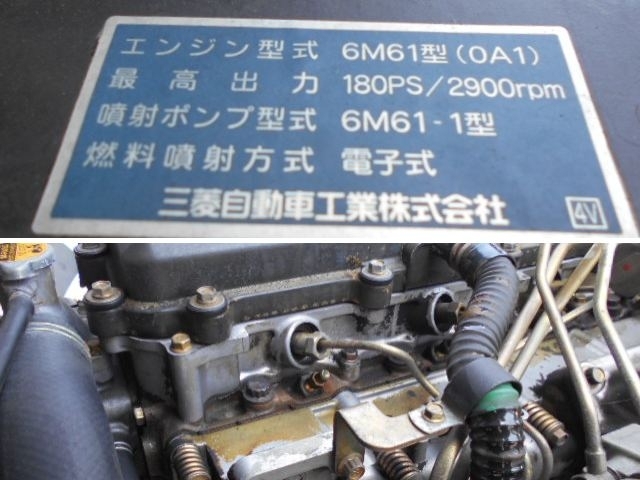 エンジン型式 6M61型(0A1)
最高出力 180PS/2900rpm
噴射ポンプ型式 6M61-1型
燃料噴射方式 電子式
三菱自動車工業株式会社
4V